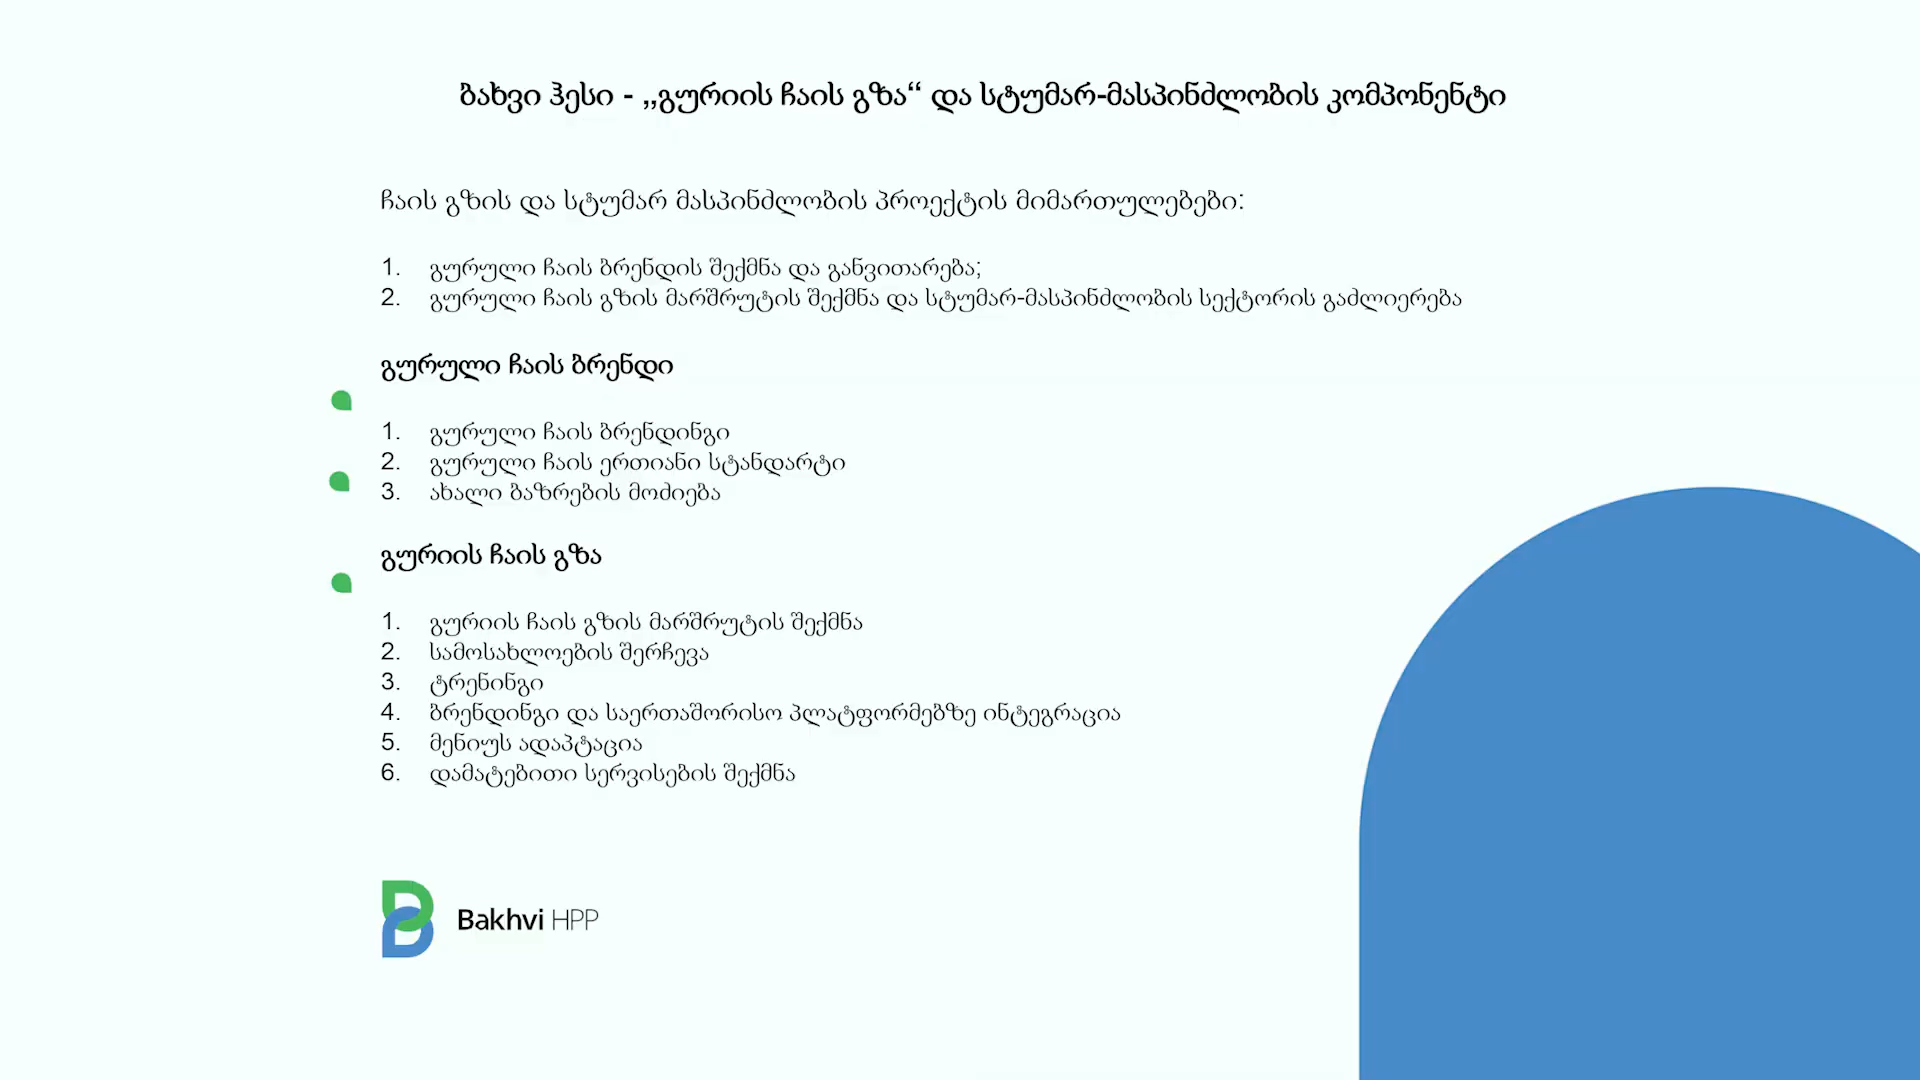 ბახვი ჰესი - „გურიის ჩაის გზა“ და სტუმარ-მასპინძლობის კომპონენტი
ჩაის გზის და სტუმარ მასპინძლობის პროექტის მიმართულებები:
1. გურული ჩაის ბრენდის შექმნა და განვითარება;
2. გურული ჩაის გზის მარშრუტის შექმნა და სტუმარ-მასპინძლობის სექტორის გაძლიერება
გურული ჩაის ბრენდი
1. გურული ჩაის ბრენდინგი
2. გურული ჩაის ერთიანი სტანდარტი
3. ახალი ბაზრების მოძიება
გურიის ჩაის გზა
1. გურიის ჩაის გზის მარშრუტის შექმნა
2. სამოსახლოების შერჩევა
3. ტრენინგი
4. ბრენდინგი და საერთაშორისო პლატფორმებზე ინტეგრაცია
5. მენიუს ადაპტაცია
6. დამატებითი სერვისების შექმნა
Bakhvi HPP